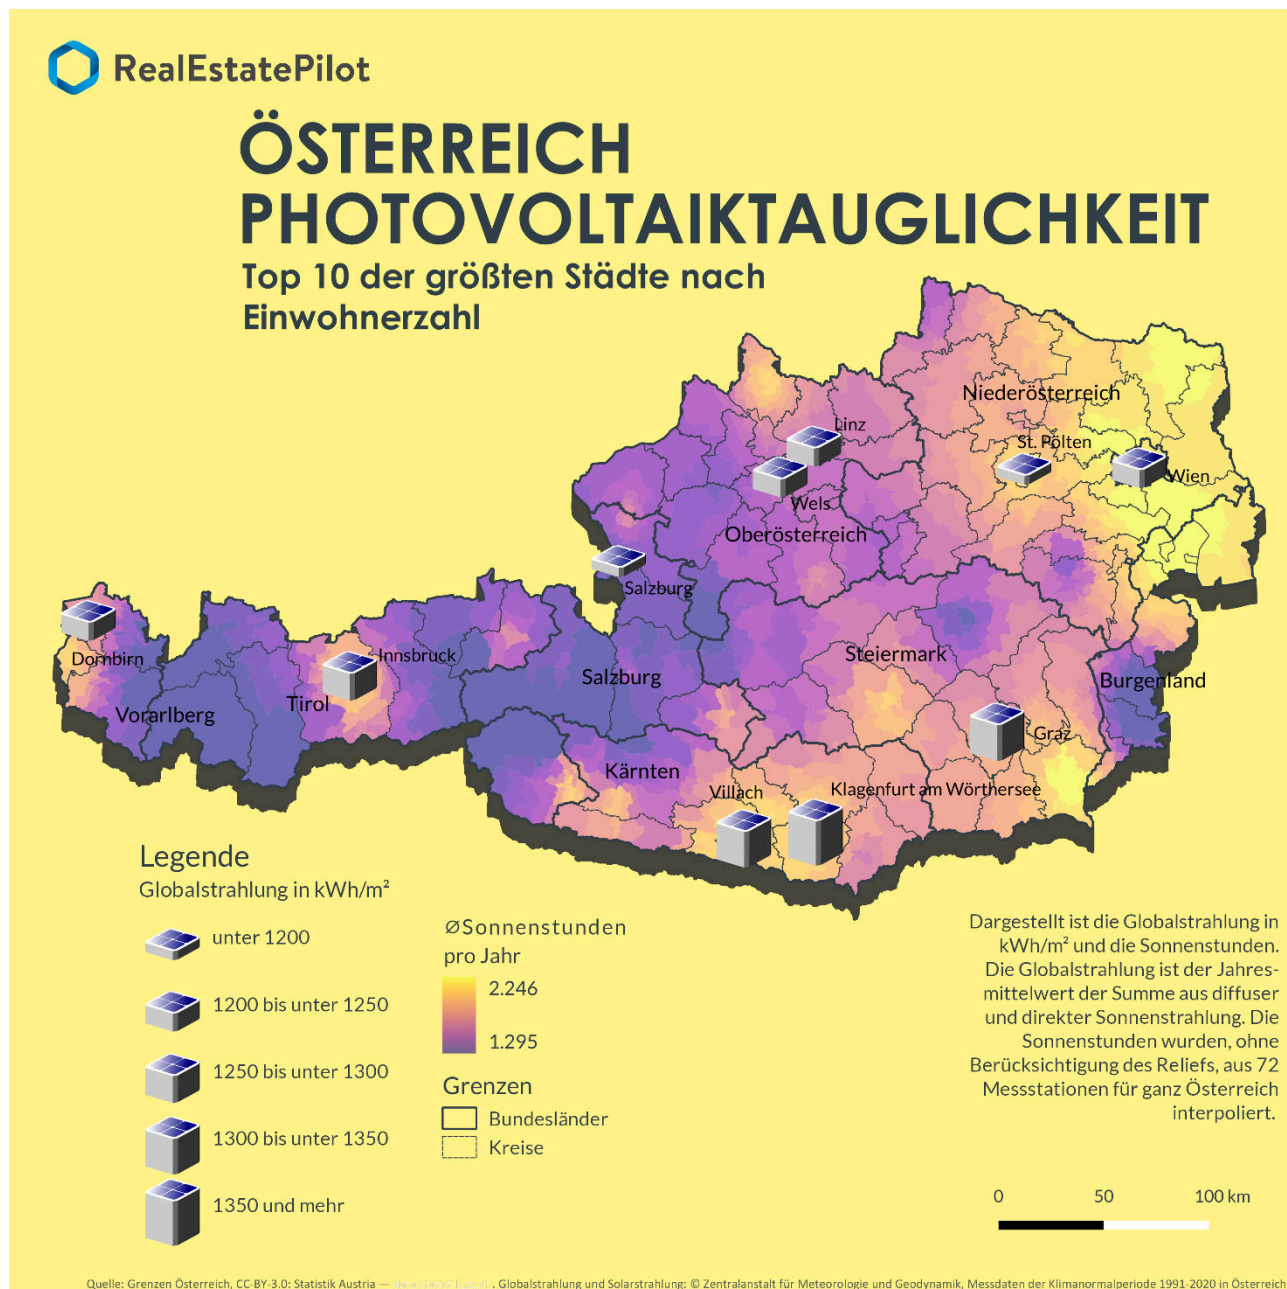 RealEstatePilot
ÖSTERREICH
PHOTOVOLTAIKTAUGLICHKEIT
Top 10 der größten Städte nach
Einwohnerzahl
Niederösterreich
Linz
St. Pölten
Wien
Wels
Oberösterreich
Salzburg
Dornbirn
Innsbruck
Steiermark
Salzburg
Burgenland
Tirol
Vorarlberg
Graz
Kärnten
Villach
Klagenfurt am Wörthersee
Legende
Globalstrahlung in kWh/m²
unter 1200
1200 bis unter 1250
1250 bis unter 1300
1300 bis unter 1350
1350 und mehr
⌀Sonnenstunden
pro Jahr
2.246
1.295
Grenzen
Bundesländer
Kreise
Dargestellt ist die Globalstrahlung in
kWh/m² und die Sonnenstunden.
Die Globalstrahlung ist der Jahres-
mittelwert der Summe aus diffuser
und direkter Sonnenstrahlung. Die
Sonnenstunden wurden, ohne
Berücksichtigung des Reliefs, aus 72
Messstationen für ganz Österreich
interpoliert.
0 50 100 km
Quelle: Grenzen Österreich, CC-BY-3.0: Statistik Austria — . Globalstrahlung und Solarstrahlung: © Zentralanstalt für Meteorologie und Geodynamik, Messdaten der Klimanormalperiode 1991-2020 in Österreich